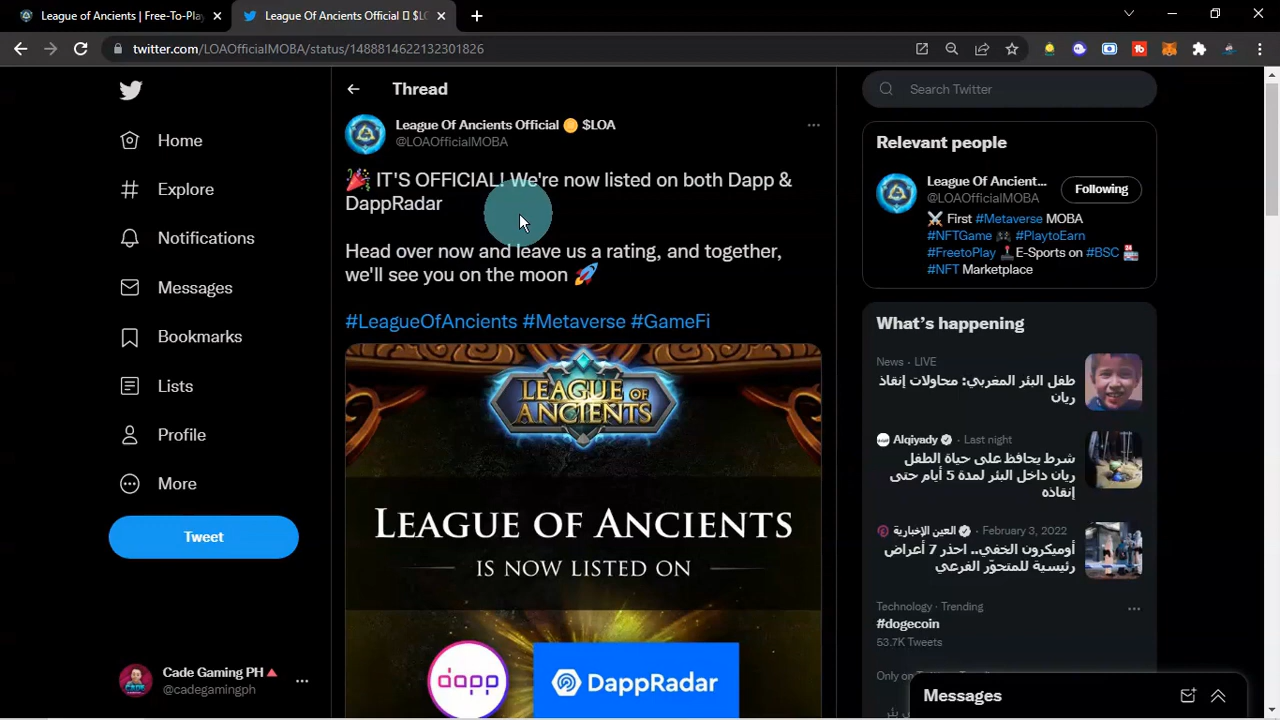 League of Ancients | Free-To-Play
League Of Ancients Official $LO
twitter.com/LOAOfficialMOBA/status/1488814622132301826
Home
Explore
Notifications
Messages
Bookmarks
Lists
Profile
More
Tweet
Cade Gaming PH
@cadegamingph
Thread
League Of Ancients Official $LOA
@LOAOfficialMOBA
IT'S OFFICIAL! We're now listed on both Dapp &
DappRadar
Head over now and leave us a rating, and together,
we'll see you on the moon
#LeagueOfAncients #Metaverse #GameFi
LEAGUE OF
ANCIENTS
LEAGUE OF ANCIENTS
IS NOW LISTED ON
dapp
DappRadar
Search Twitter
Relevant people
League Of Ancient...
@LOAOfficialMOBA
Following
First #Metaverse MOBA
#NFTGame #PlaytoEarn
#FreetoPlay E-Sports on #BSC
#NFT Marketplace
What's happening
News · LIVE
طفل البئر المغربي: محاولات إنقاذ
ريان
Alqiyady · Last night
شرط يحافظ على حياة الطفل
ريان داخل البئر لمدة 5 أيام حتى
إنقاذه
العين الإخبارية · February 3, 2022
أوميكرون الخفي.. احذر 7 أعراض
رئيسية للمتحوّر الفرعي
Technology · Trending
#dogecoin
53.7K Tweets
Messages